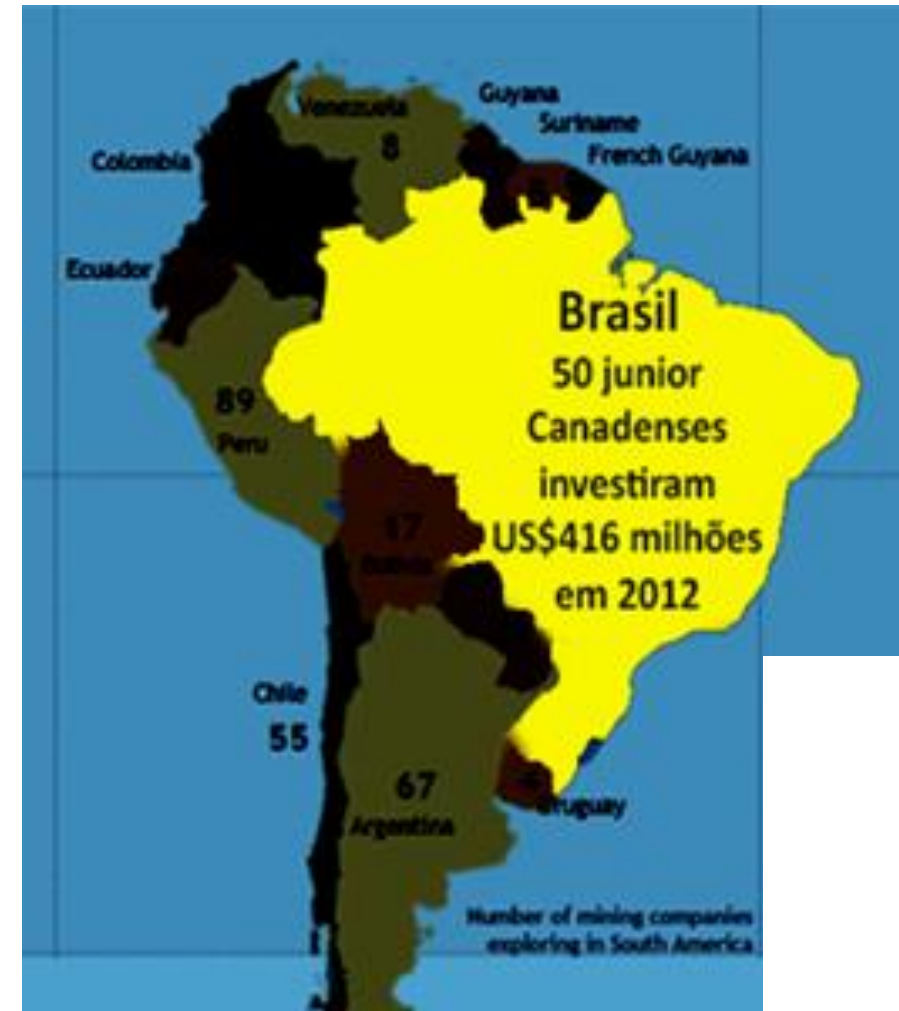 Venezuela
8
Guyana
Suriname
French Guyana
Colombia
Ecuador
Brasil
50 junior
Canadenses
investiram
US$416 milhões
em 2012
89
Peru
17
Chile
55
67
Argentina
Uruguay
Number of mining companies
exploring in South America